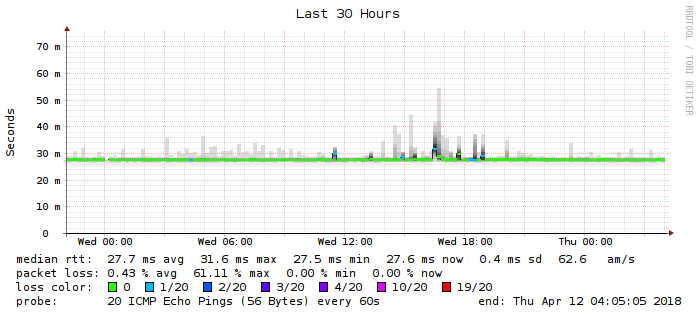 Last 30 Hours
RRDTOOL / TOBI OETIKER
Seconds
70 m
60 m
50 m
40 m
30 m
20 m
10 m
0
Wed 00:00 Wed 06:00 Wed 12:00 Wed 18:00 Thu 00:00
median rtt: 27.7 ms avg 31.6 ms max 27.5 ms min 27.6 ms now 0.4 ms sd 62.6 am/s
packet loss: 0.43 % avg 61.11 % max 0.00 % min 0.00 % now
loss color: 0 1/20 2/20 3/20 4/20 10/20 19/20
probe: 20 ICMP Echo Pings (56 Bytes) every 60s end: Thu Apr 12 04:05:05 2018